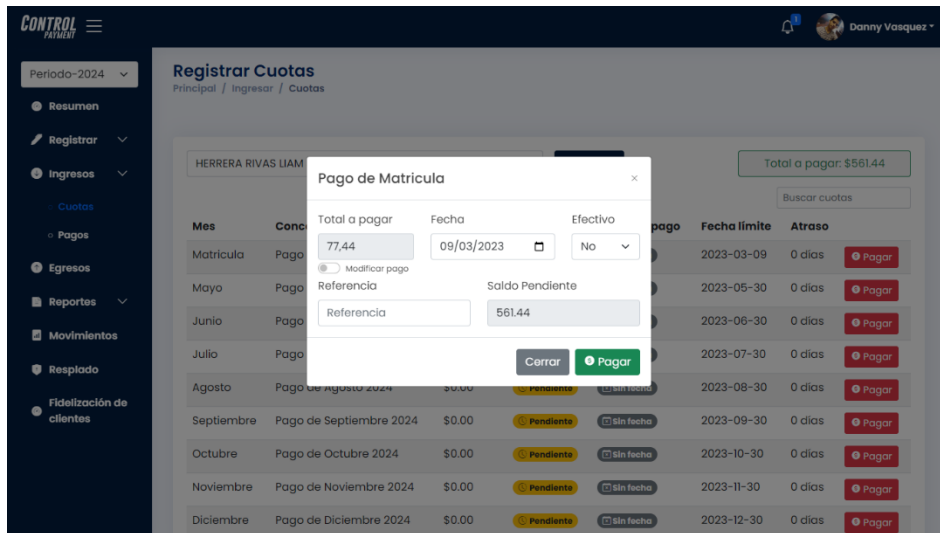 CONTROL
PAYMENT
1
Danny Vasquez
Periodo-2024
Resumen
Registrar
Ingresos
Cuotas
Pagos
Egresos
Reportes
Movimientos
Resplado
Fidelización de
clientes
Registrar Cuotas
Principal / Ingresar / Cuotas
HERRERA RIVAS LIAM
Total a pagar: $561.44
Buscar cuotas
Pago de Matricula ×
Total a pagar Fecha Efectivo
77,44 09/03/2023 No
Modificar pago
Referencia Saldo Pendiente
Referencia 561.44
Cerrar Pagar
Mes pago Fecha límite Atraso
Matricula Pago 2023-03-09 0 días Pagar
Mayo Pago 2023-05-30 0 días Pagar
Junio Pago 2023-06-30 0 días Pagar
Julio Pago 2023-07-30 0 días Pagar
Agosto Pago de Agosto 2024 $0.00 Pendiente Sin fecha 2023-08-30 0 días Pagar
Septiembre Pago de Septiembre 2024 $0.00 Pendiente Sin fecha 2023-09-30 0 días Pagar
Octubre Pago de Octubre 2024 $0.00 Pendiente Sin fecha 2023-10-30 0 días Pagar
Noviembre Pago de Noviembre 2024 $0.00 Pendiente Sin fecha 2023-11-30 0 días Pagar
Diciembre Pago de Diciembre 2024 $0.00 Pendiente Sin fecha 2023-12-30 0 días Pagar